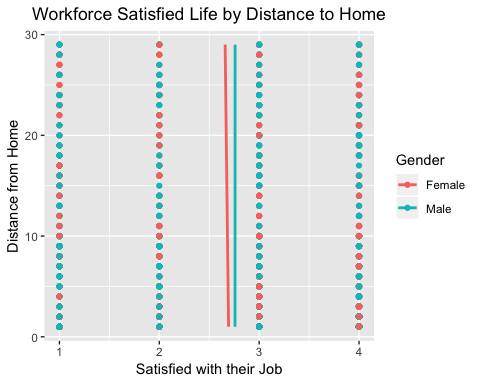 Workforce Satisfied Life by Distance to Home
30
20
10
0
Distance from Home
1 2 3 4
Satisfied with their Job
Gender
Female
Male